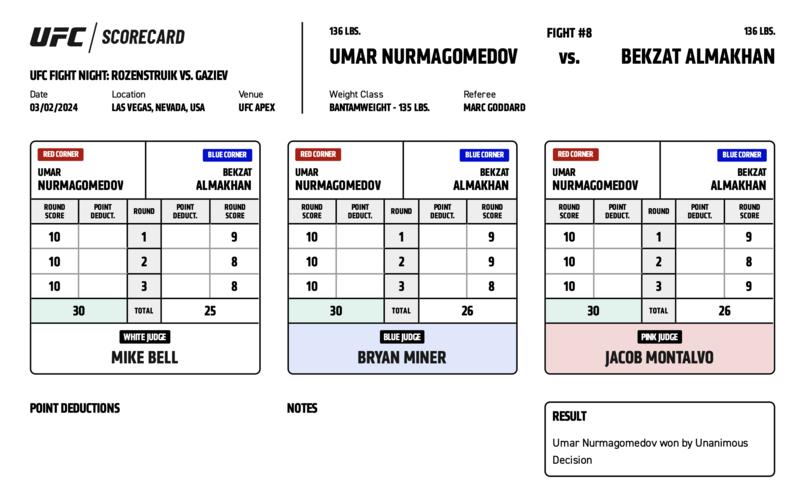 UFC SCORECARD
UFC FIGHT NIGHT: ROZENSTRUIK VS. GAZIEV
Date Location Venue
03/02/2024 LAS VEGAS, NEVADA, USA UFC APEX
136 LBS. FIGHT #8 136 LBS.
UMAR NURMAGOMEDOV vs. BEKZAT ALMAKHAN
Weight Class Referee
BANTAMWEIGHT - 135 LBS. MARC GODDARD
RED CORNER BLUE CORNER
UMAR BEKZAT
NURMAGOMEDOV ALMAKHAN
ROUND SCORE POINT DEDUCT. ROUND POINT DEDUCT. ROUND SCORE
10 1 9
10 2 8
10 3 8
30 TOTAL 25
WHITE JUDGE
MIKE BELL
RED CORNER BLUE CORNER
UMAR BEKZAT
NURMAGOMEDOV ALMAKHAN
ROUND SCORE POINT DEDUCT. ROUND POINT DEDUCT. ROUND SCORE
10 1 9
10 2 9
10 3 8
30 TOTAL 26
BLUE JUDGE
BRYAN MINER
RED CORNER BLUE CORNER
UMAR BEKZAT
NURMAGOMEDOV ALMAKHAN
ROUND SCORE POINT DEDUCT. ROUND POINT DEDUCT. ROUND SCORE
10 1 9
10 2 8
10 3 9
30 TOTAL 26
PINK JUDGE
JACOB MONTALVO
POINT DEDUCTIONS
NOTES
RESULT
Umar Nurmagomedov won by Unanimous
Decision